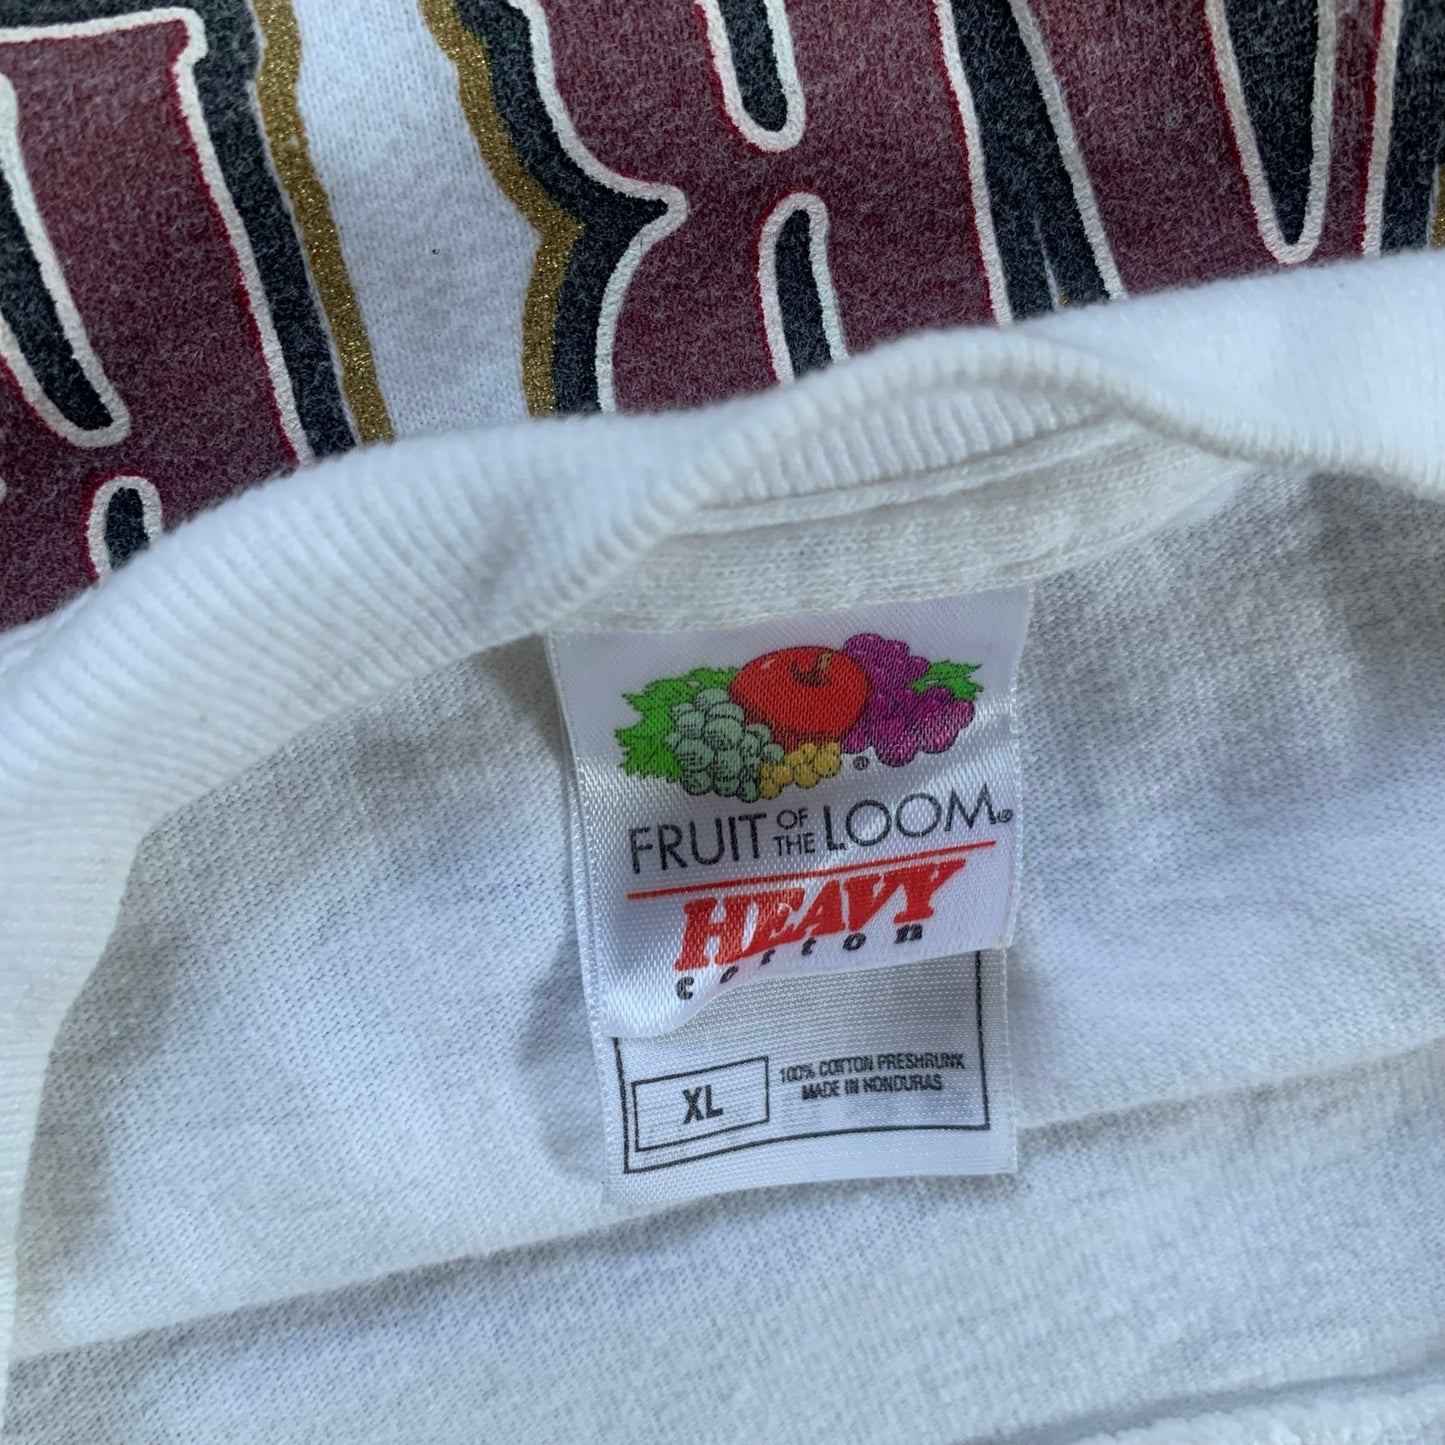 FRUIT OF THE LOOM®
HEAVY
cotton
XL
100% COTTON PRESHRUNK
MADE IN HONDURAS